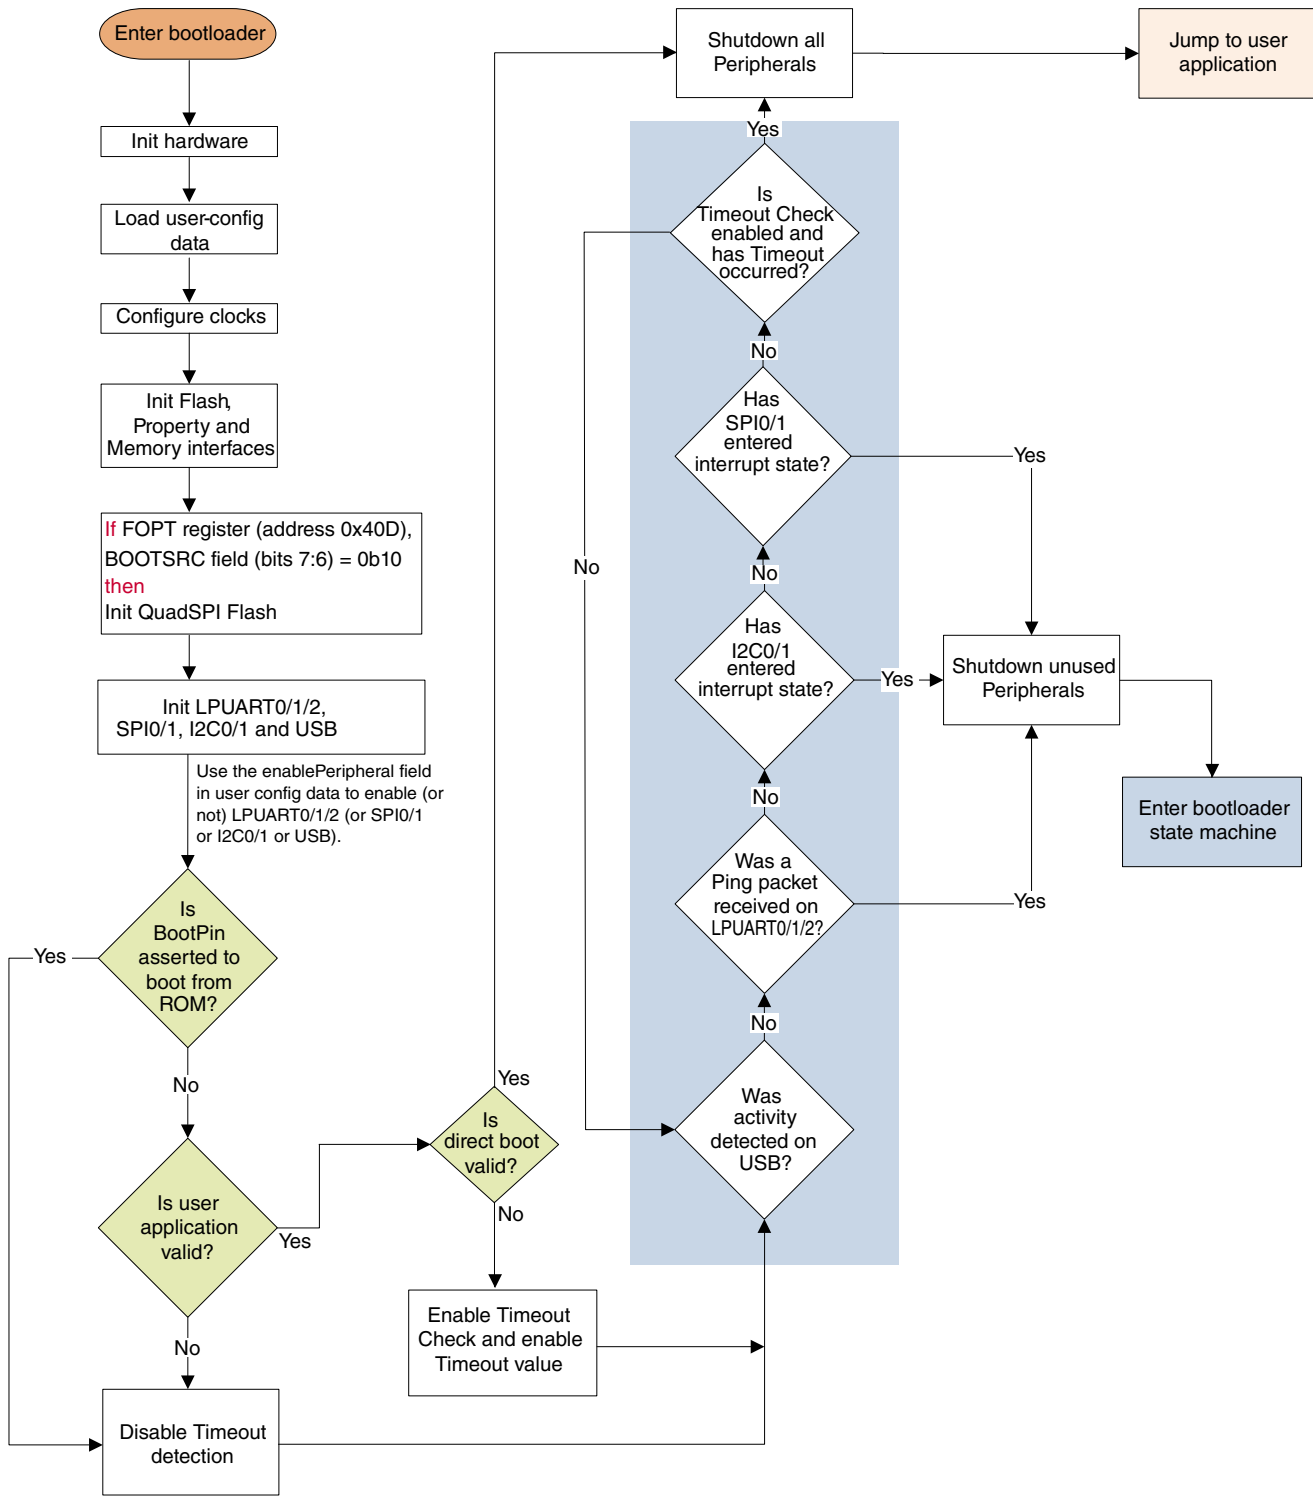 Enter bootloader
Init hardware
Load user-config
data
Configure clocks
Init Flash,
Property and
Memory interfaces
If FOPT register (address 0x40D),
BOOTSRC field (bits 7:6) = 0b10
then
Init QuadSPI Flash
Init LPUART0/1/2,
SPI0/1, I2C0/1 and USB
Use the enablePeripheral field
in user config data to enable (or
not) LPUART0/1/2 (or SPI0/1
or I2C0/1 or USB).
Is
BootPin
asserted to
boot from
ROM?
Yes
No
Is user
application
valid?
Yes
No
Disable Timeout
detection
Is
direct boot
valid?
Yes
No
Enable Timeout
Check and enable
Timeout value
Shutdown all
Peripherals
Jump to user
application
Yes
Is
Timeout Check
enabled and
has Timeout
occurred?
No
No
Has
SPI0/1
entered
interrupt state?
Yes
No
Has
I2C0/1
entered
interrupt state?
Yes
Shutdown unused
Peripherals
Enter bootloader
state machine
No
Was a
Ping packet
received on
LPUART0/1/2?
Yes
No
Was
activity
detected on
USB?